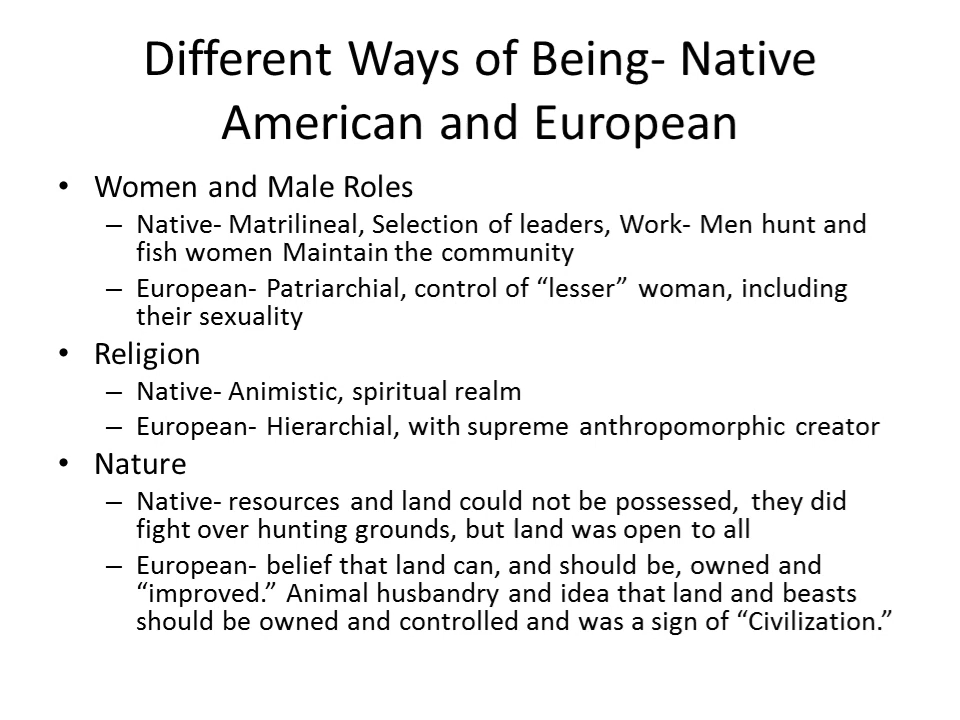 Different Ways of Being- Native
American and European
• Women and Male Roles
– Native- Matrilineal, Selection of leaders, Work- Men hunt and
fish women Maintain the community
– European- Patriarchial, control of “lesser” woman, including
their sexuality
• Religion
– Native- Animistic, spiritual realm
– European- Hierarchial, with supreme anthropomorphic creator
• Nature
– Native- resources and land could not be possessed, they did
fight over hunting grounds, but land was open to all
– European- belief that land can, and should be, owned and
“improved.” Animal husbandry and idea that land and beasts
should be owned and controlled and was a sign of “Civilization.”